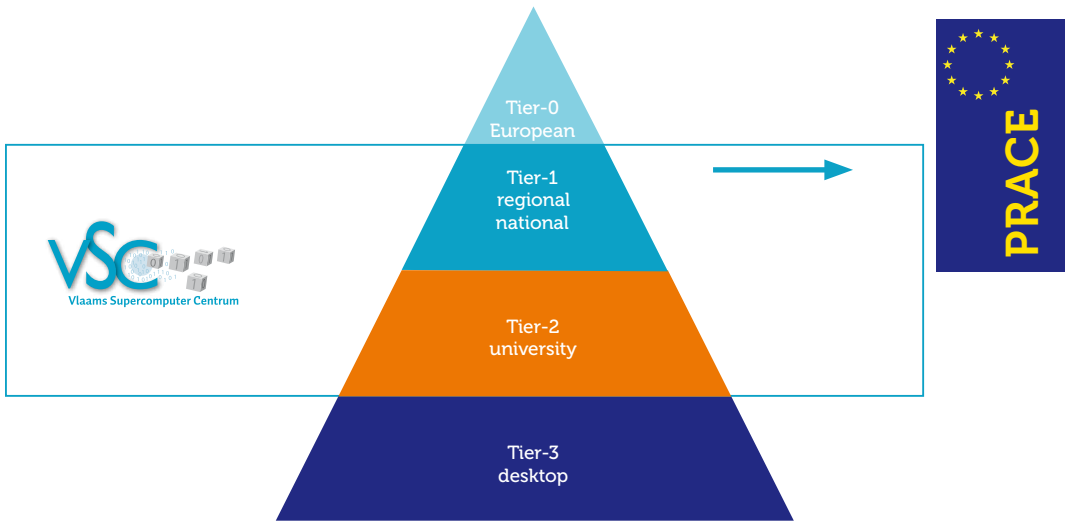 Tier-0
European
Tier-1
regional
national
Tier-2
university
Tier-3
desktop
VSC
Vlaams Supercomputer Centrum
PRACE